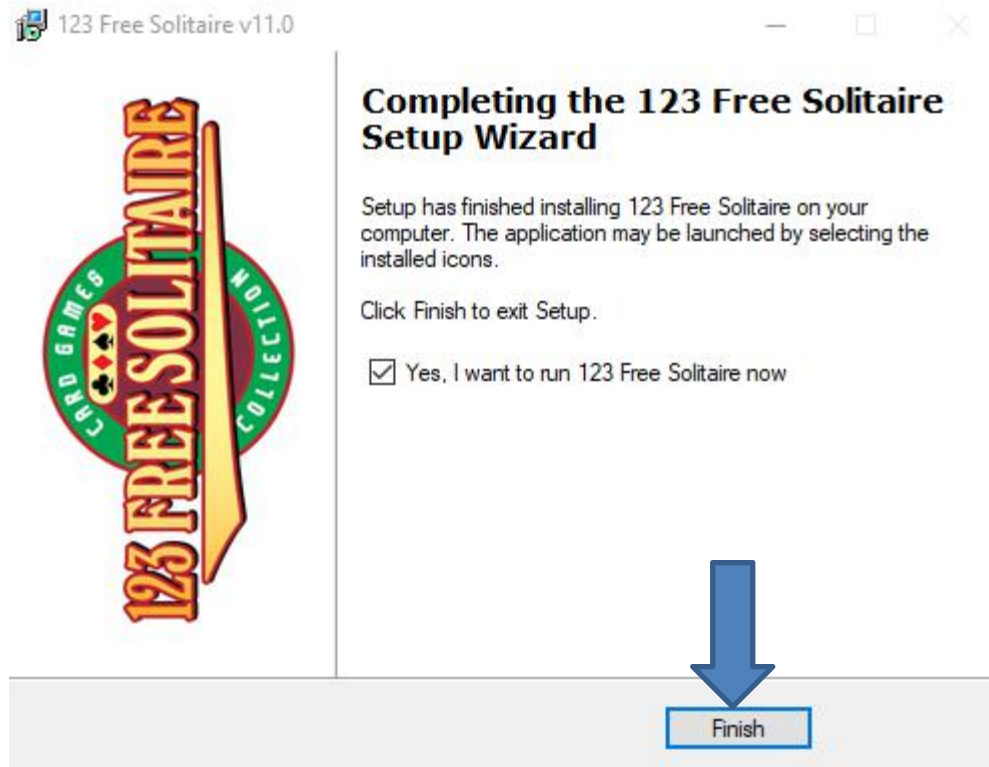 123 Free Solitaire v11.0
123 FREE SOLITAIRE
CARD GAMES
COLLECTION
Completing the 123 Free Solitaire
Setup Wizard
Setup has finished installing 123 Free Solitaire on your
computer. The application may be launched by selecting the
installed icons.
Click Finish to exit Setup.
Yes, I want to run 123 Free Solitaire now
Finish